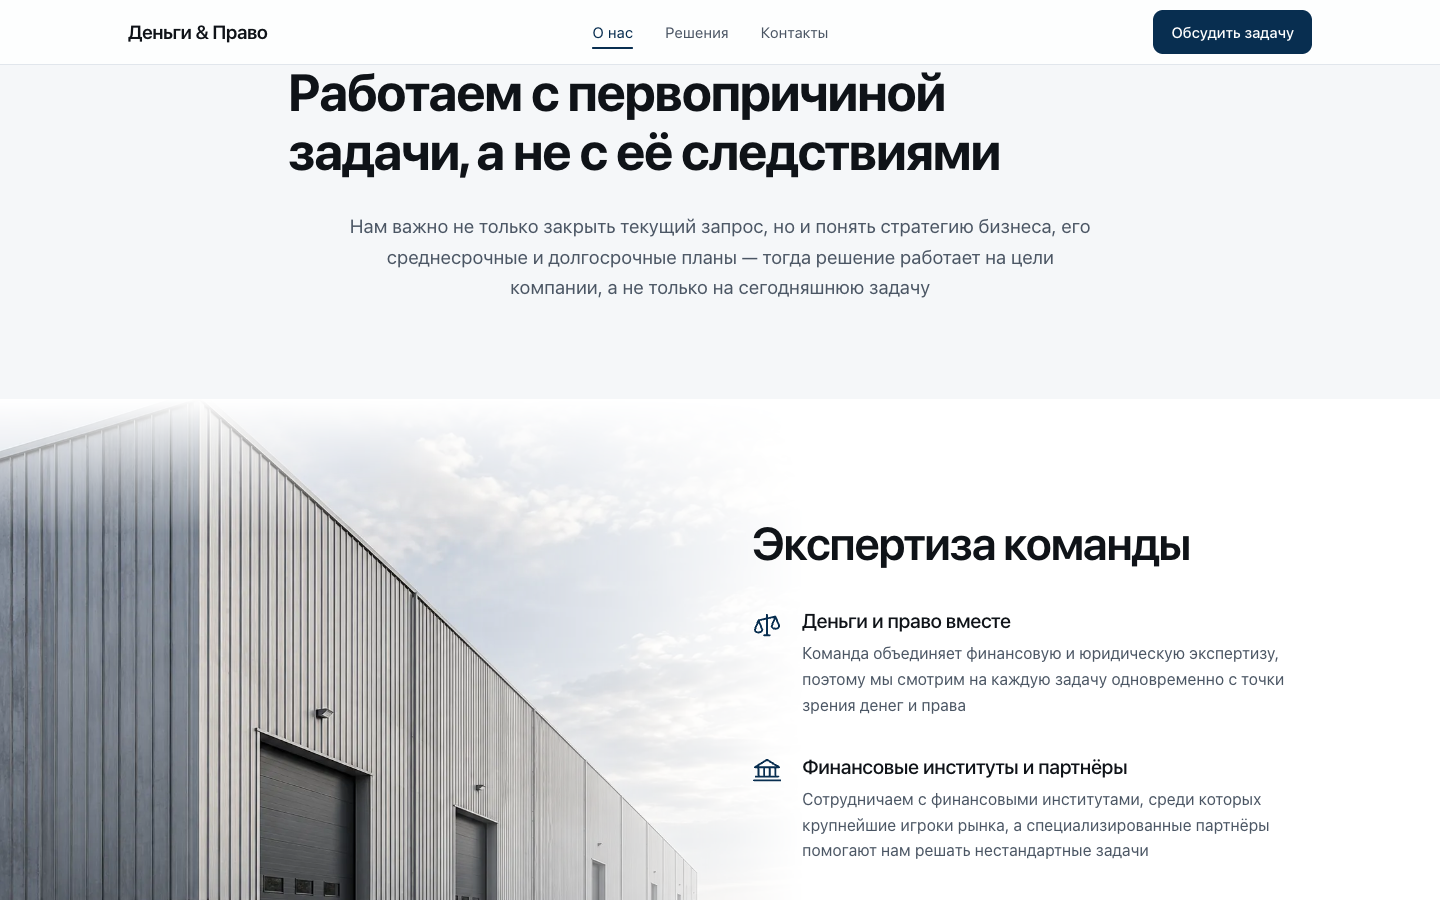 Деньги & Право
О нас
Решения
Контакты
Обсудить задачу
Работаем с первопричиной
задачи, а не с её следствиями
Нам важно не только закрыть текущий запрос, но и понять стратегию бизнеса, его
среднесрочные и долгосрочные планы — тогда решение работает на цели
компании, а не только на сегодняшнюю задачу
Экспертиза команды
Деньги и право вместе
Команда объединяет финансовую и юридическую экспертизу,
поэтому мы смотрим на каждую задачу одновременно с точки
зрения денег и права
Финансовые институты и партнёры
Сотрудничаем с финансовыми институтами, среди которых
крупнейшие игроки рынка, а специализированные партнёры
помогают нам решать нестандартные задачи